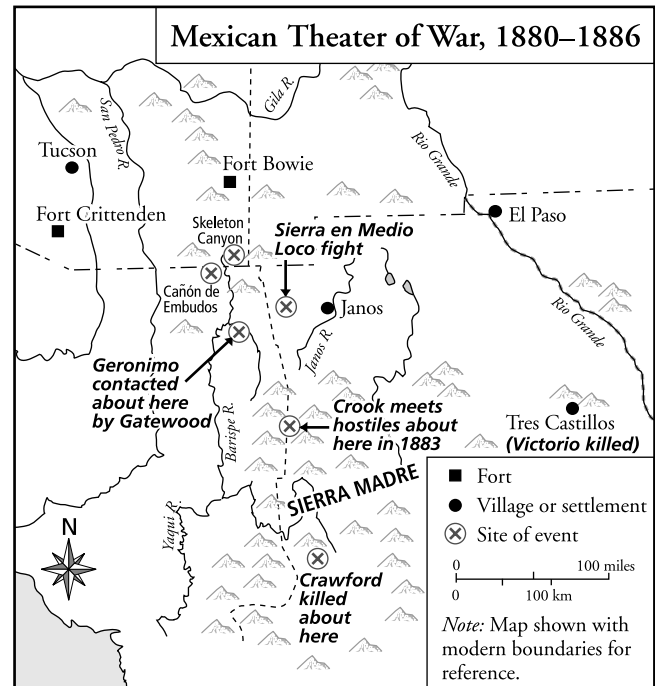 Mexican Theater of War, 1880–1886
Gila R.
San Pedro R.
Tucson
Fort Bowie
Rio Grande
Fort Crittenden
Skeleton
Canyon
Sierra en Medio
Loco fight
El Paso
Cañón de
Embudos
Janos
Rio Grande
Janos R.
Geronimo
contacted
about here
by Gatewood
Barispe R.
Crook meets
hostiles about
here in 1883
Tres Castillos
(Victorio killed)
SIERRA MADRE
Yaqui R.
N
Crawford
killed
about
here
Fort
Village or settlement
Site of event
0 100 miles
0 100 km
Note: Map shown with
modern boundaries for
reference.